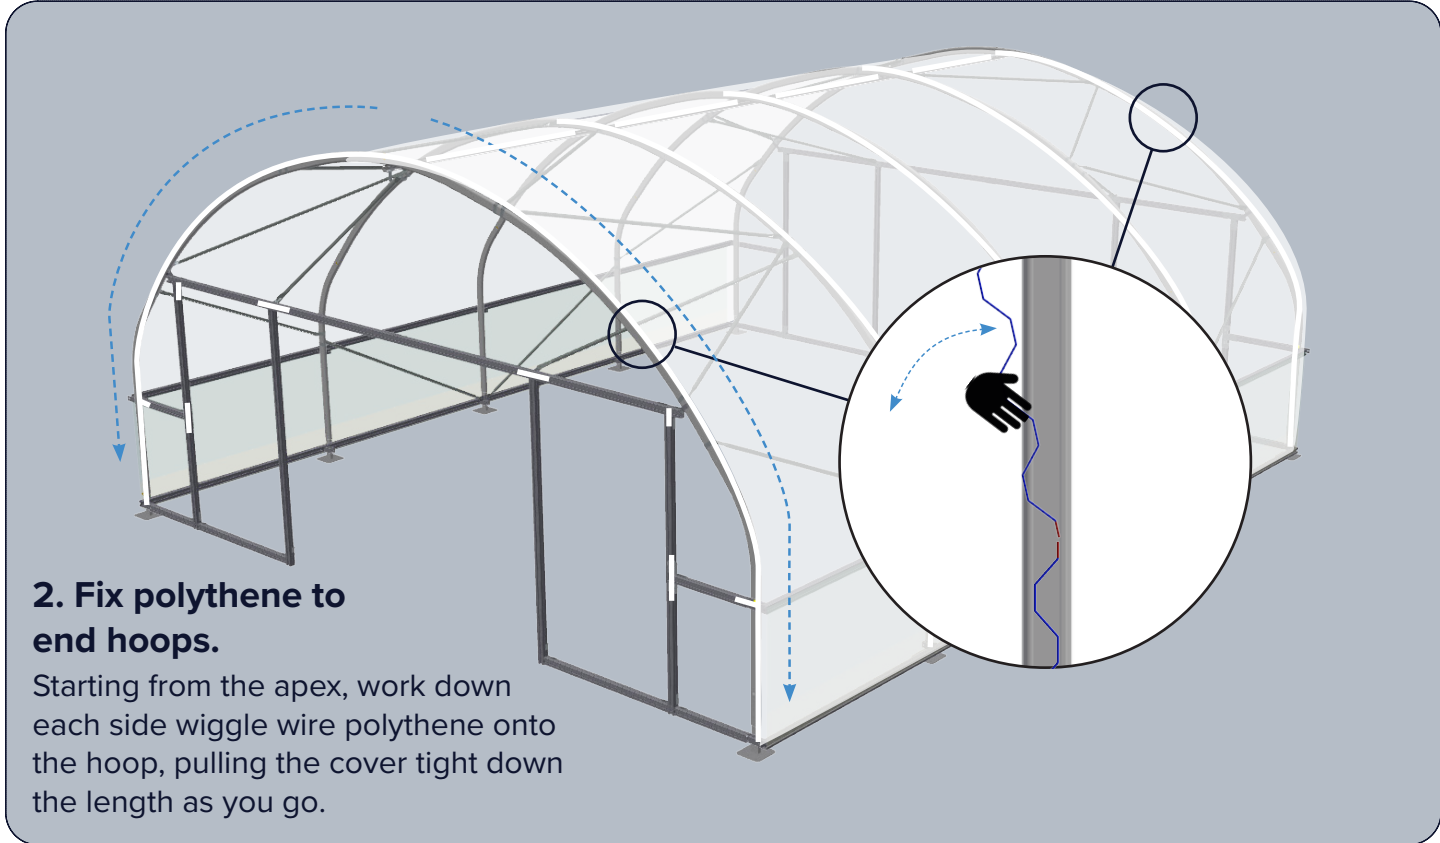 2. Fix polythene to
end hoops.
Starting from the apex, work down
each side wiggle wire polythene onto
the hoop, pulling the cover tight down
the length as you go.